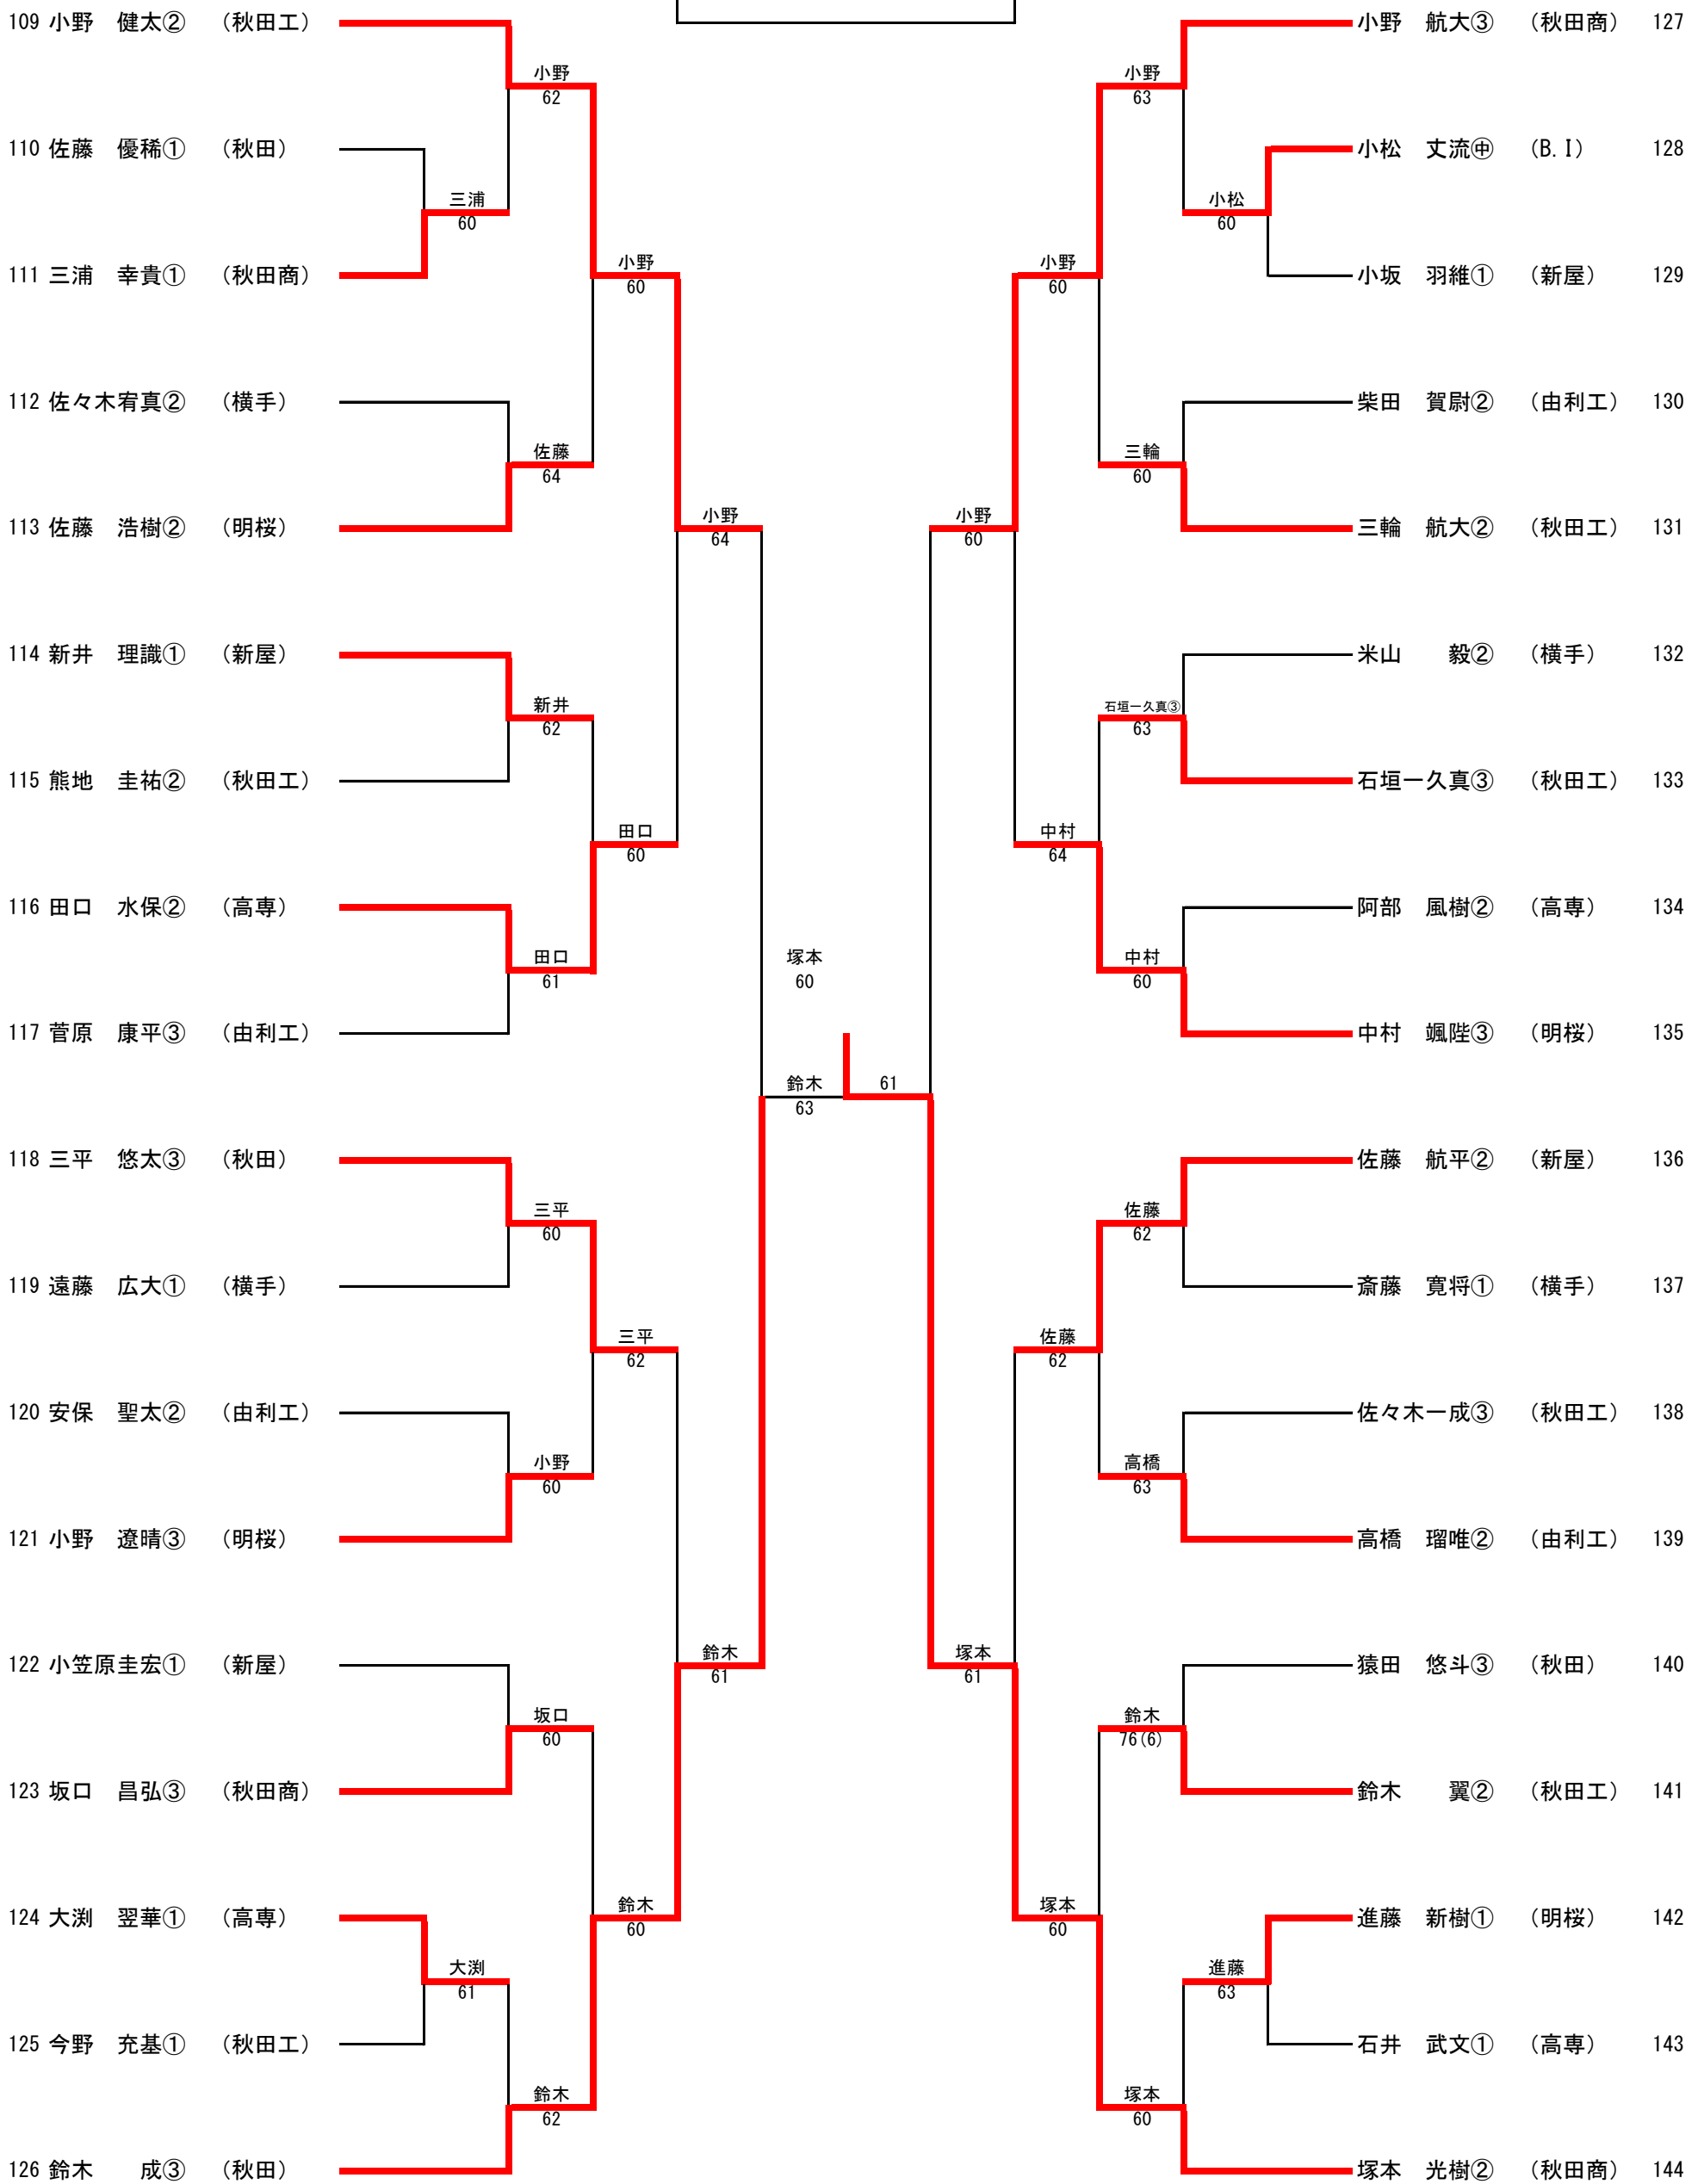 109 小野　健太②　（秋田工）
小野　航大③　（秋田商）　127
小野
62
小野
63
110 佐藤　優稀①　（秋田）
小松　丈流㊥　（B.I）　128
三浦
60
小松
60
111 三浦　幸貴①　（秋田商）
小野
60
小野
60
小坂　羽維①　（新屋）　129
112 佐々木宥真②　（横手）
柴田　賀尉②　（由利工）　130
佐藤
64
三輪
60
113 佐藤　浩樹②　（明桜）
小野
64
小野
60
三輪　航大②　（秋田工）　131
114 新井　理識①　（新屋）
米山　　毅②　（横手）　132
新井
62
石垣一久真③
63
115 熊地　圭祐②　（秋田工）
石垣一久真③　（秋田工）　133
田口
60
中村
64
116 田口　水保②　（高専）
阿部　風樹②　（高専）　134
田口
61
塚本
60
中村
60
117 菅原　康平③　（由利工）
中村　颯陛③　（明桜）　135
鈴木
63
61
118 三平　悠太③　（秋田）
佐藤　航平②　（新屋）　136
三平
60
佐藤
62
119 遠藤　広大①　（横手）
斎藤　寛将①　（横手）　137
三平
62
佐藤
62
120 安保　聖太②　（由利工）
佐々木一成③　（秋田工）　138
小野
60
高橋
63
121 小野　遼晴③　（明桜）
高橋　瑠唯②　（由利工）　139
122 小笠原圭宏①　（新屋）
鈴木
61
塚本
61
猿田　悠斗③　（秋田）　140
坂口
60
鈴木
76(6)
123 坂口　昌弘③　（秋田商）
鈴木　　翼②　（秋田工）　141
124 大渕　翌華①　（高専）
鈴木
60
塚本
60
進藤　新樹①　（明桜）　142
大渕
61
進藤
63
125 今野　充基①　（秋田工）
石井　武文①　（高専）　143
鈴木
62
塚本
60
126 鈴木　　成③　（秋田）
塚本　光樹②　（秋田商）　144